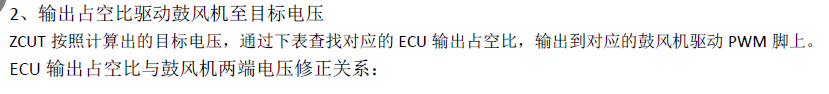 2、输出占空比驱动鼓风机至目标电压
ZCUT 按照计算出的目标电压，通过下表查找对应的 ECU 输出占空比，输出到对应的鼓风机驱动 PWM 脚上。
ECU 输出占空比与鼓风机两端电压修正关系：